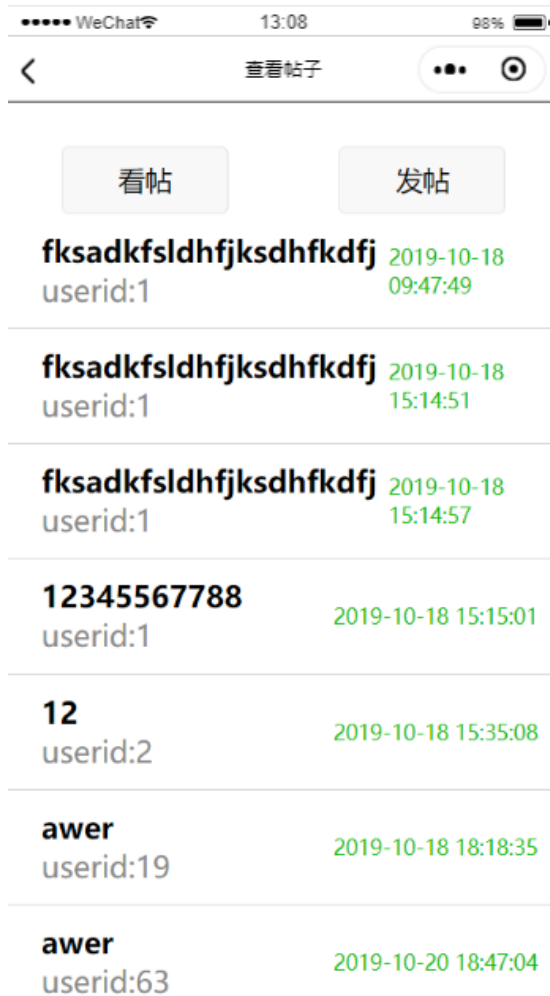 WeChat 13:08 98%
查看帖子
看帖 发帖
fksadkfsldhfjksdhfkdfj 2019-10-18
userid:1 09:47:49
fksadkfsldhfjksdhfkdfj 2019-10-18
userid:1 15:14:51
fksadkfsldhfjksdhfkdfj 2019-10-18
userid:1 15:14:57
12345567788
userid:1 2019-10-18 15:15:01
12
userid:2 2019-10-18 15:35:08
awer
userid:19 2019-10-18 18:18:35
awer
userid:63 2019-10-20 18:47:04